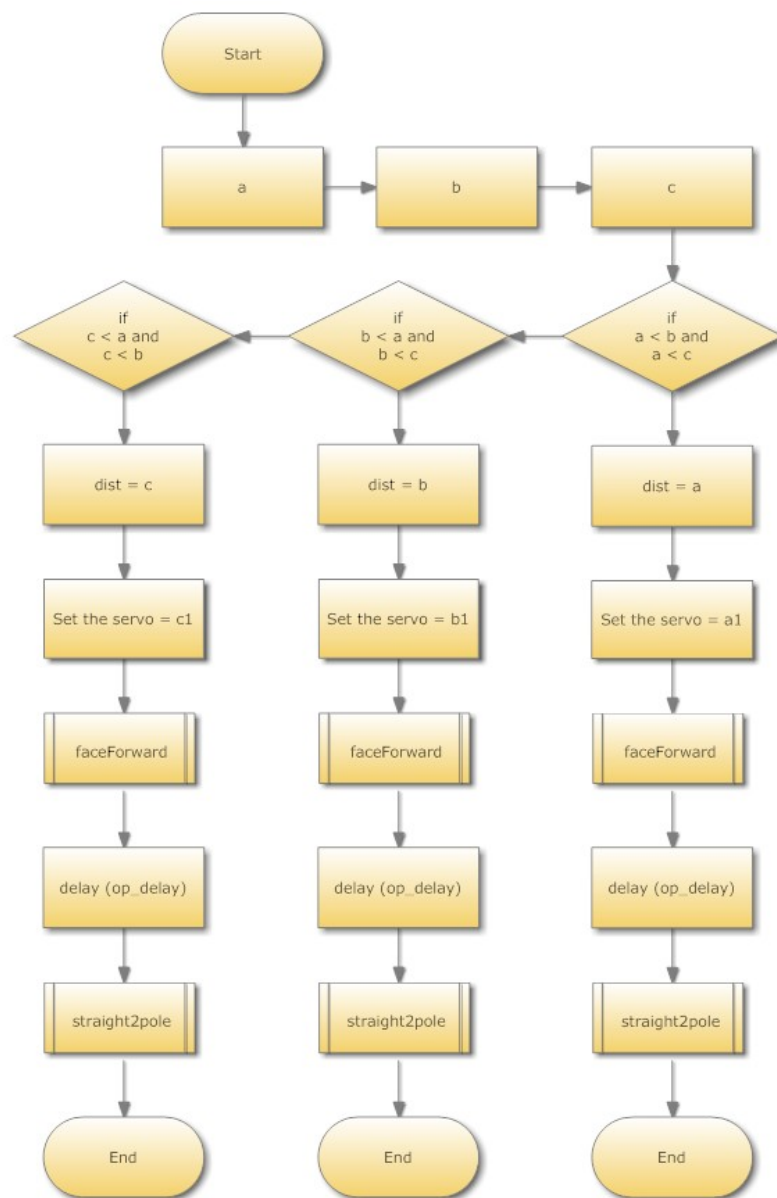 Start
a
b
c
if
c < a and
c < b
if
b < a and
b < c
if
a < b and
a < c
dist = c
dist = b
dist = a
Set the servo = c1
Set the servo = b1
Set the servo = a1
faceForward
faceForward
faceForward
delay (op_delay)
delay (op_delay)
delay (op_delay)
straight2pole
straight2pole
straight2pole
End
End
End